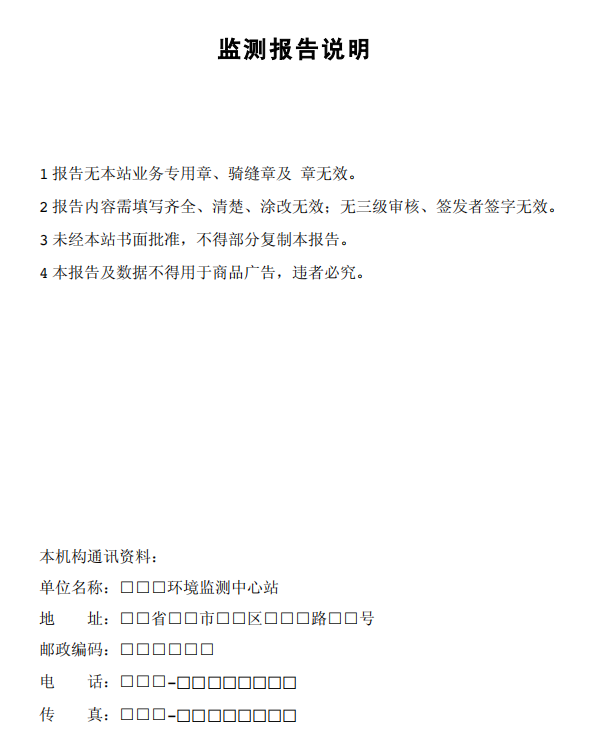 监测报告说明
1 报告无本站业务专用章、骑缝章及 章无效。
2 报告内容需填写齐全、清楚、涂改无效；无三级审核、签发者签字无效。
3 未经本站书面批准，不得部分复制本报告。
4 本报告及数据不得用于商品广告，违者必究。
本机构通讯资料：
单位名称：□□□环境监测中心站
地　　址：□□省□□市□□区□□□路□□号
邮政编码：□□□□□□
电　　话：□□□-□□□□□□□□
传　　真：□□□-□□□□□□□□